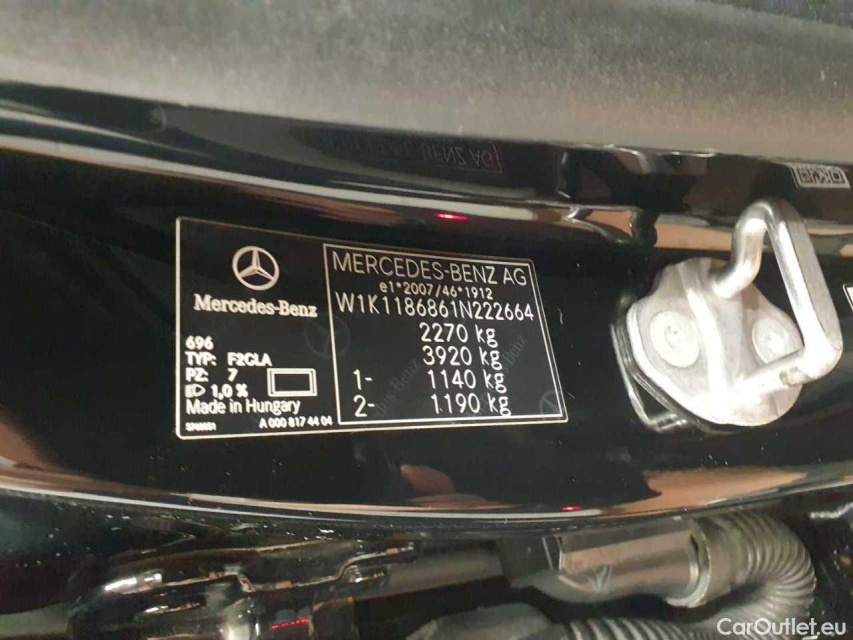 Mercedes-Benz
696
TYP: F2CLA
PZ: 7
1,0 %
Made in Hungary
A 000 817 44 04
MERCEDES-BENZ AG
e1*2007/46*1912
W1K1186861N222664
2270 kg
3920 kg
1- 1140 kg
2- 1190 kg
CarOutlet.eu